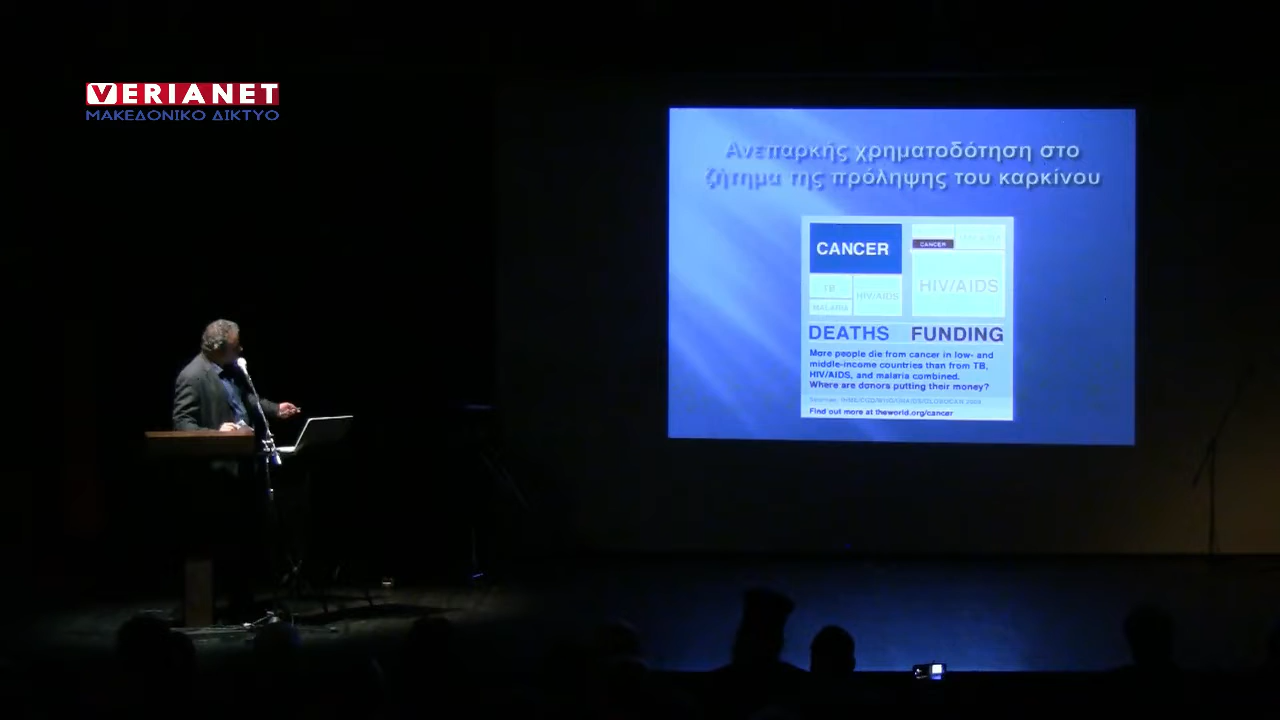 VERIANET
ΜΑΚΕΔΟΝΙΚΟ ΔΙΚΤΥΟ
Ανεπαρκής χρηματοδότηση στο
ζήτημα της πρόληψης του καρκίνου
CANCER
TB
MALARIA
HIV/AIDS
CANCER
HIV/AIDS
DEATHS
FUNDING
More people die from cancer in low- and
middle-income countries than from TB,
HIV/AIDS, and malaria combined.
Where are donors putting their money?
Find out more at theworld.org/cancer